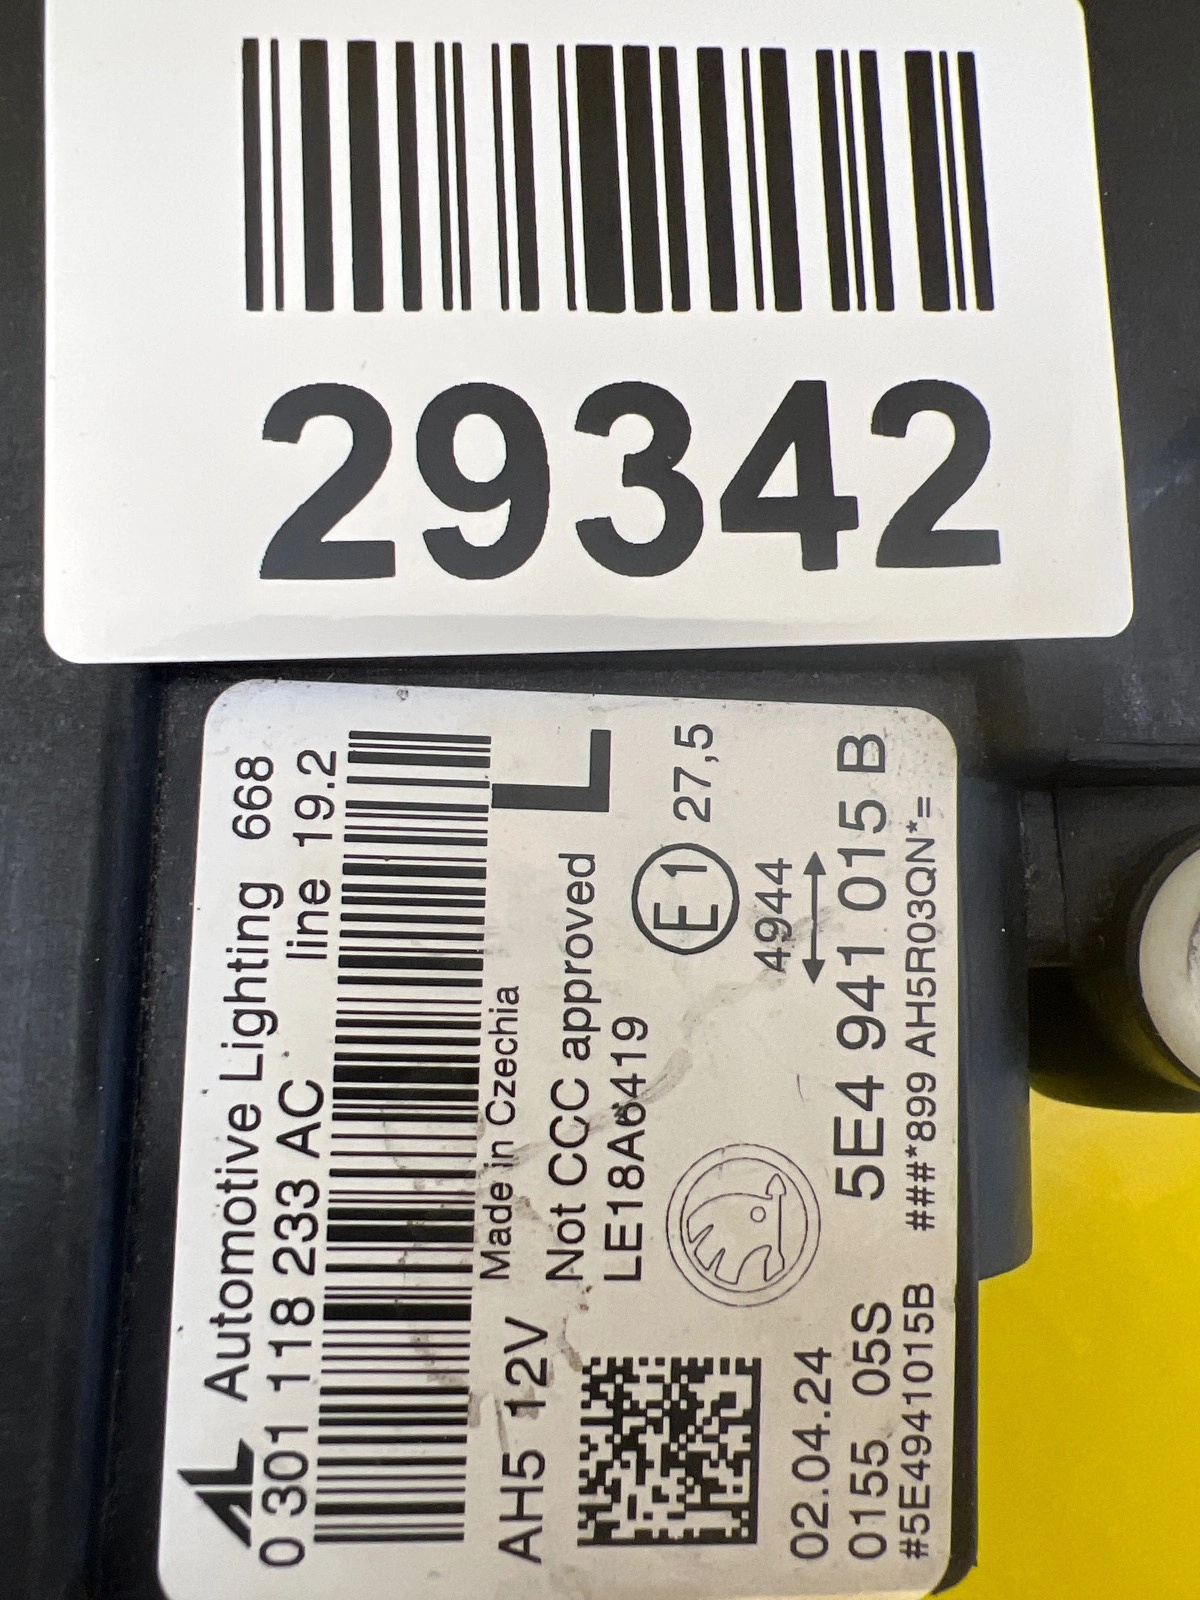 29342
AL Automotive Lighting 668
0 301 118 233 AC line 19.2
Made in Czechia
AH5 12V Not CCC approved L
LE18A6419
E1 27,5
4944
02.04.24
0155 05S 5E4 941 015 B
#5E4941015B ###*899 AH5R03QN*=